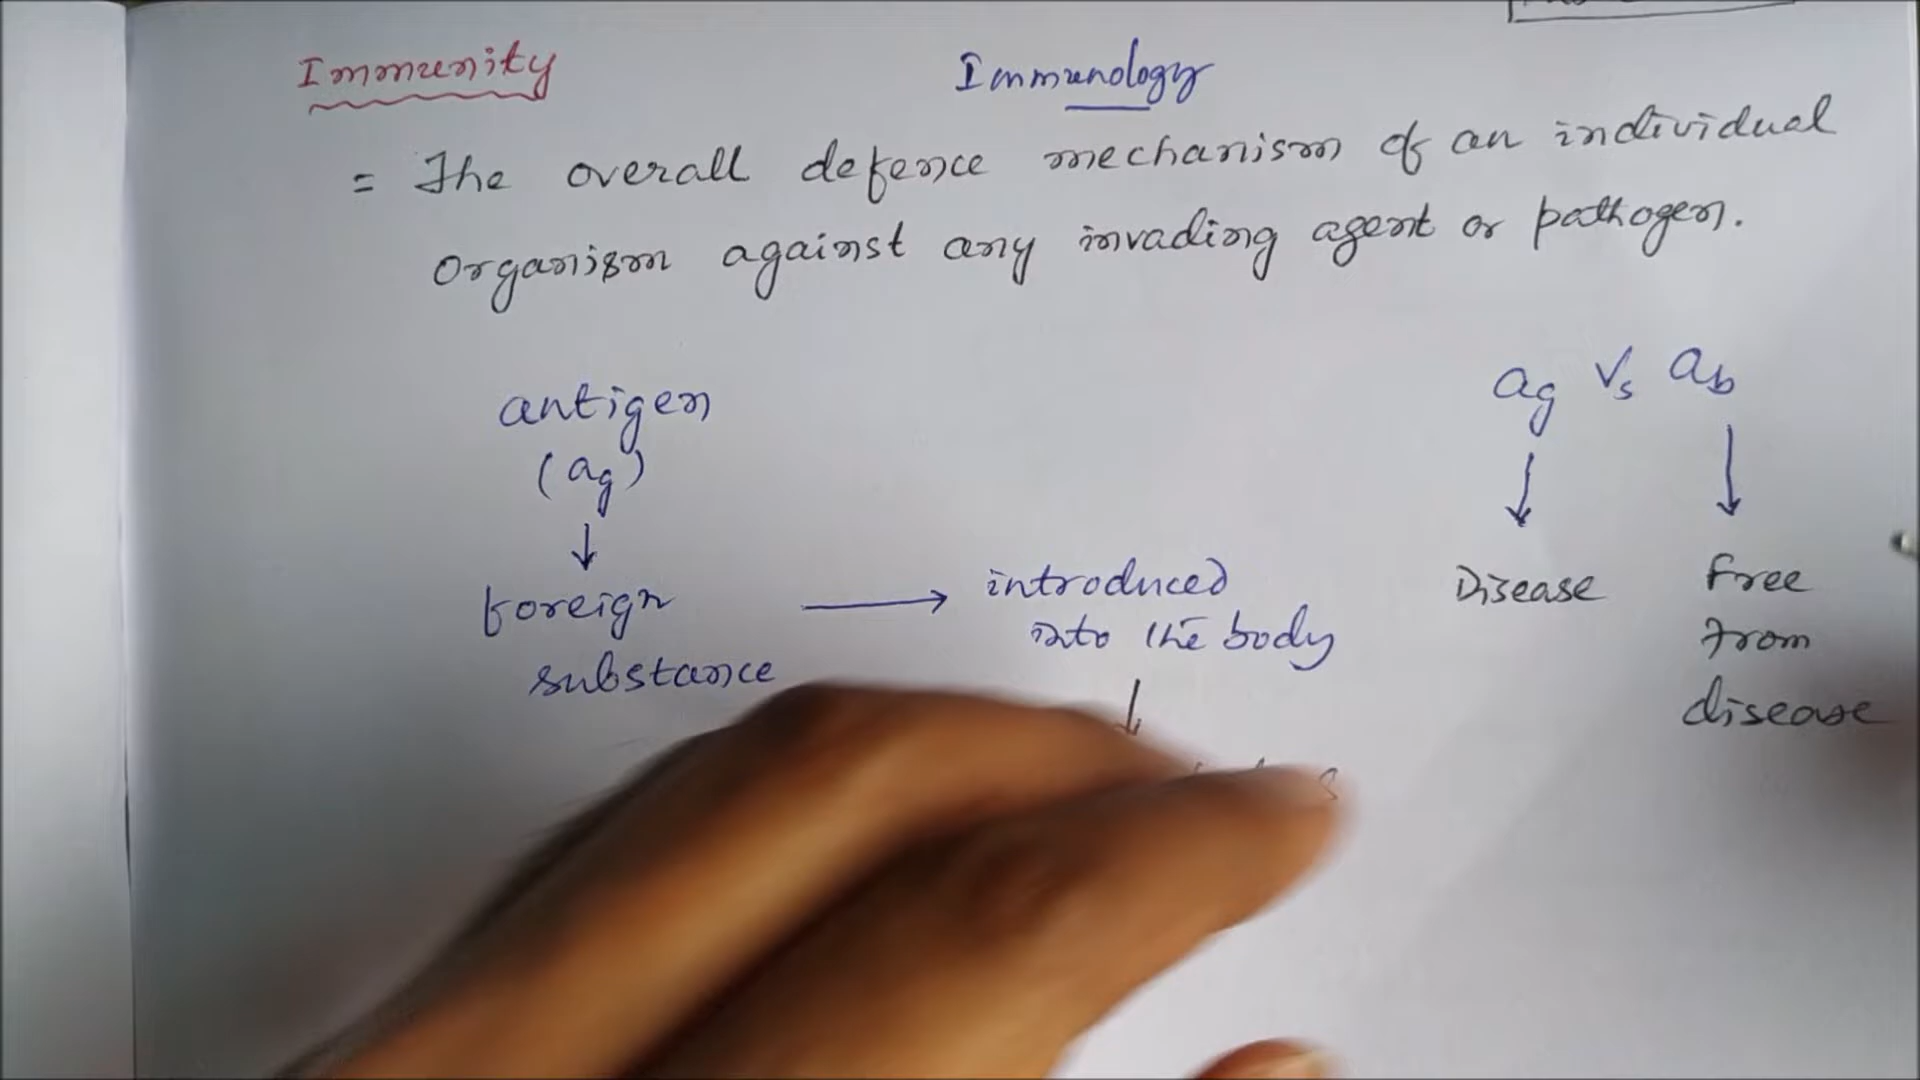 Immunity
Immunology
= The overall defence mechanism of an individual
organism against any invading agent or pathogen.
antigen
(ag)
foreign
substance
introduced
into the body
ag Vs ab
Disease
Free
from
disease